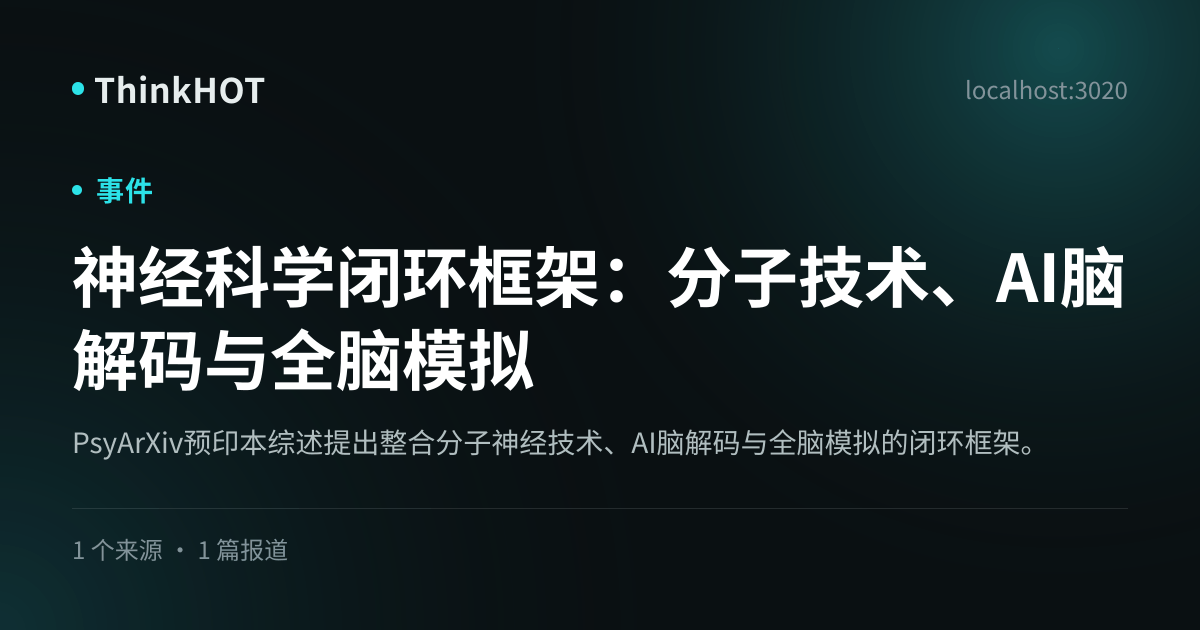 ThinkHOT
localhost:3020
事件
神经科学闭环框架：分子技术、AI脑
解码与全脑模拟
PsyArXiv预印本综述提出整合分子神经技术、AI脑解码与全脑模拟的闭环框架。
1 个来源 · 1 篇报道